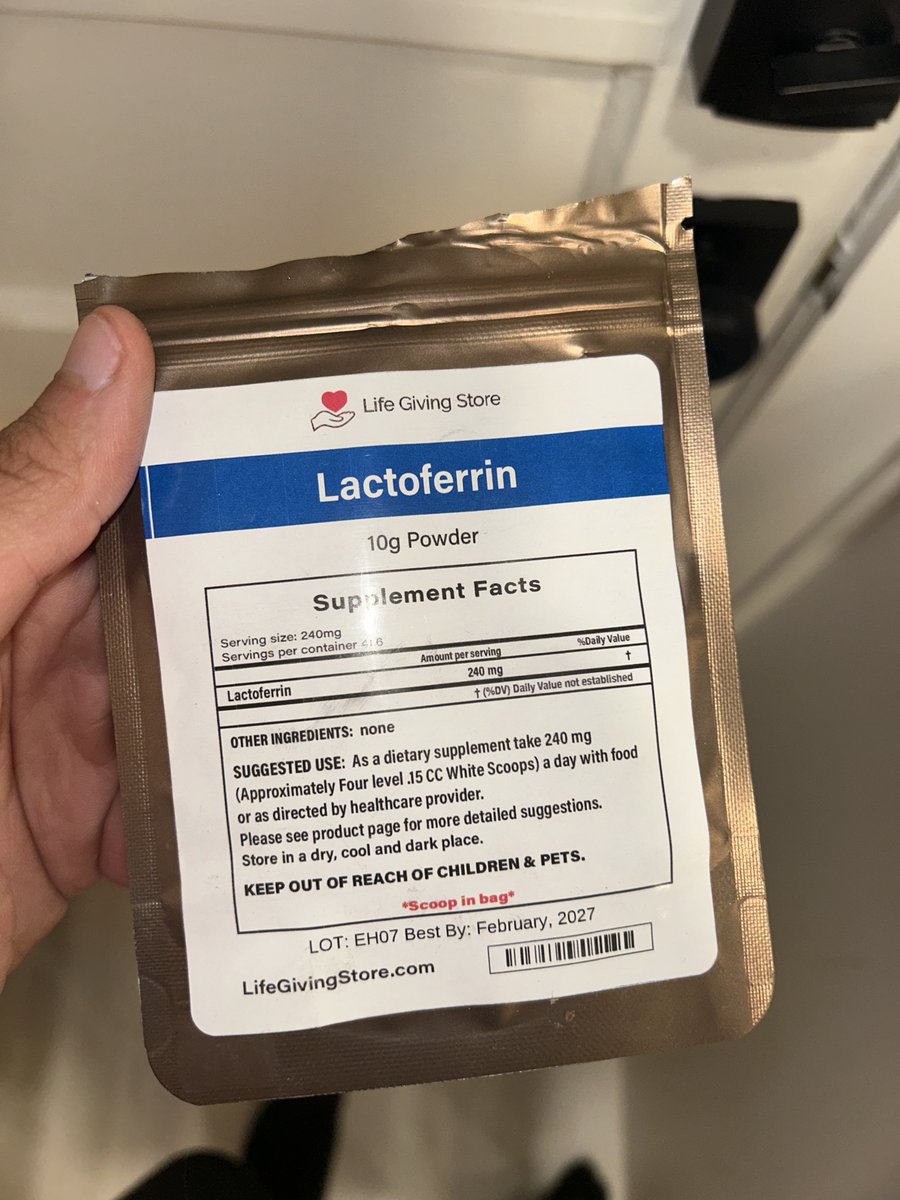 Life Giving Store
Lactoferrin
10g Powder
Supplement Facts
Serving size: 240mg
Servings per container 41.6
Amount per serving
%Daily Value
Lactoferrin
240 mg
†
† (%DV) Daily Value not established
OTHER INGREDIENTS: none
SUGGESTED USE: As a dietary supplement take 240 mg
(Approximately Four level .15 CC White Scoops) a day with food
or as directed by healthcare provider.
Please see product page for more detailed suggestions.
Store in a dry, cool and dark place.
KEEP OUT OF REACH OF CHILDREN & PETS.
*Scoop in bag*
LOT: EH07 Best By: February, 2027
LifeGivingStore.com